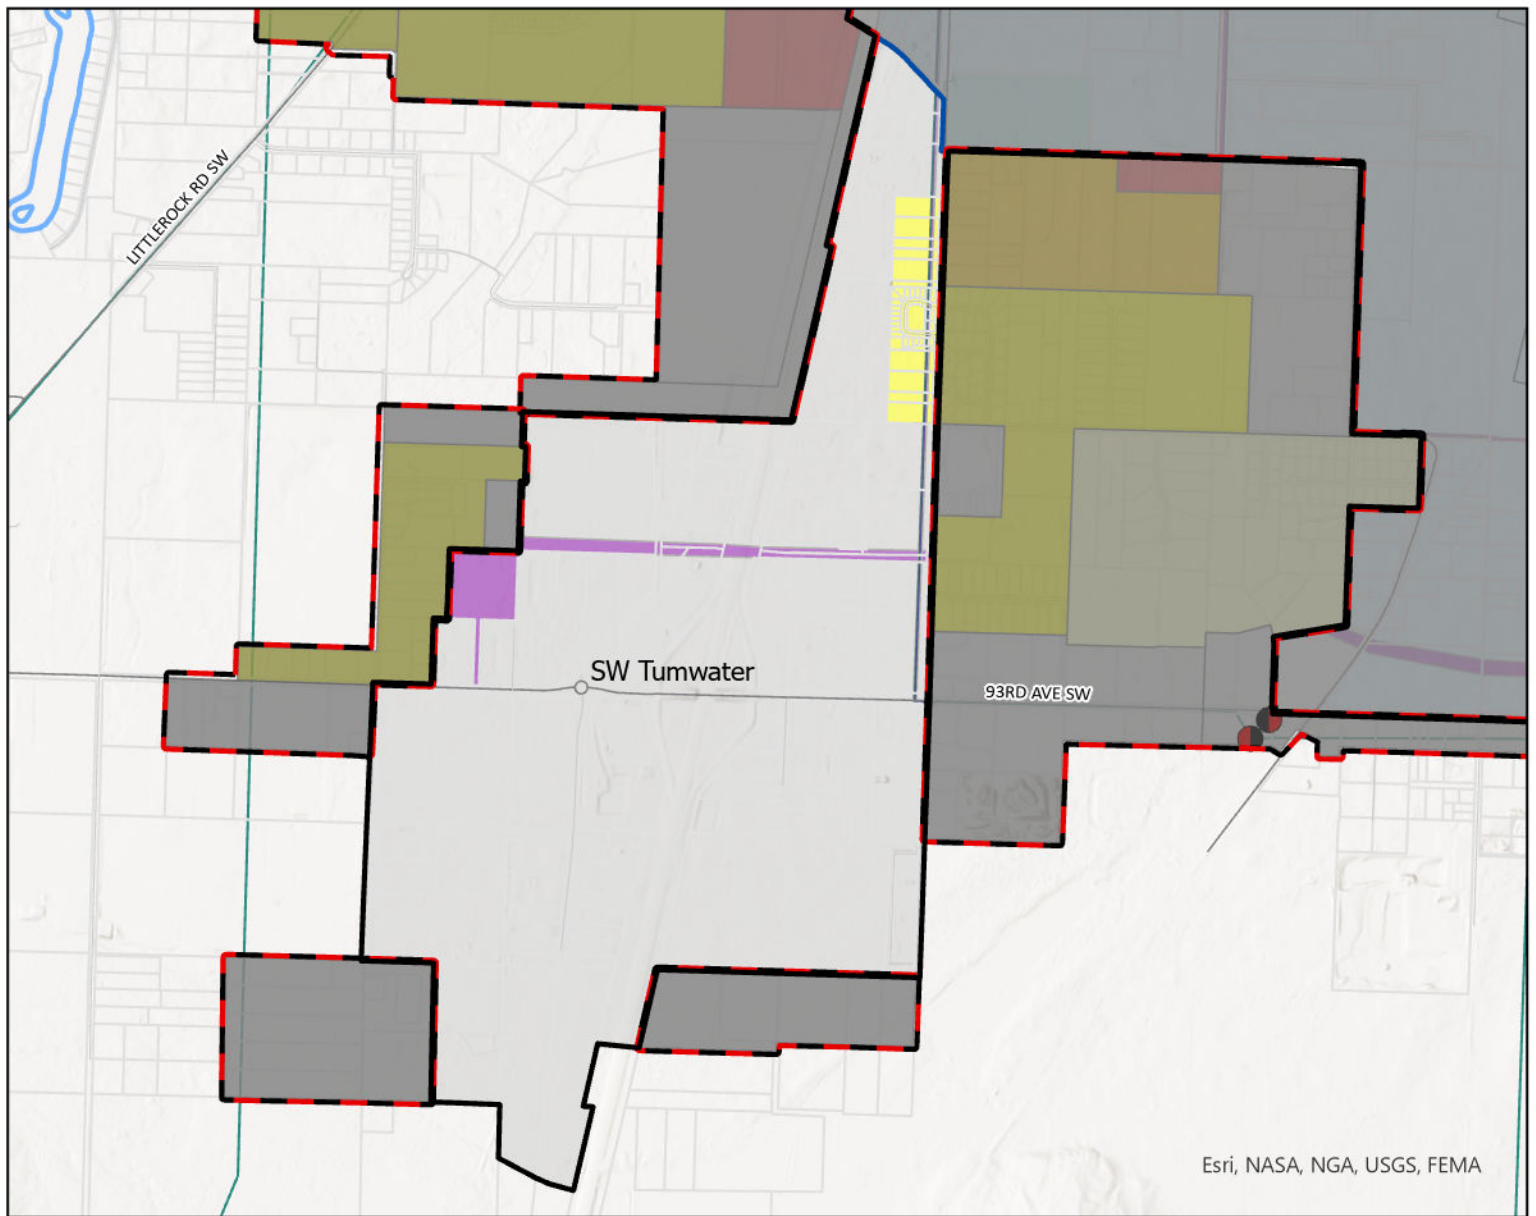 LITTLEROCK RD SW
SW Tumwater
93RD AVE SW
Esri, NASA, NGA, USGS, FEMA